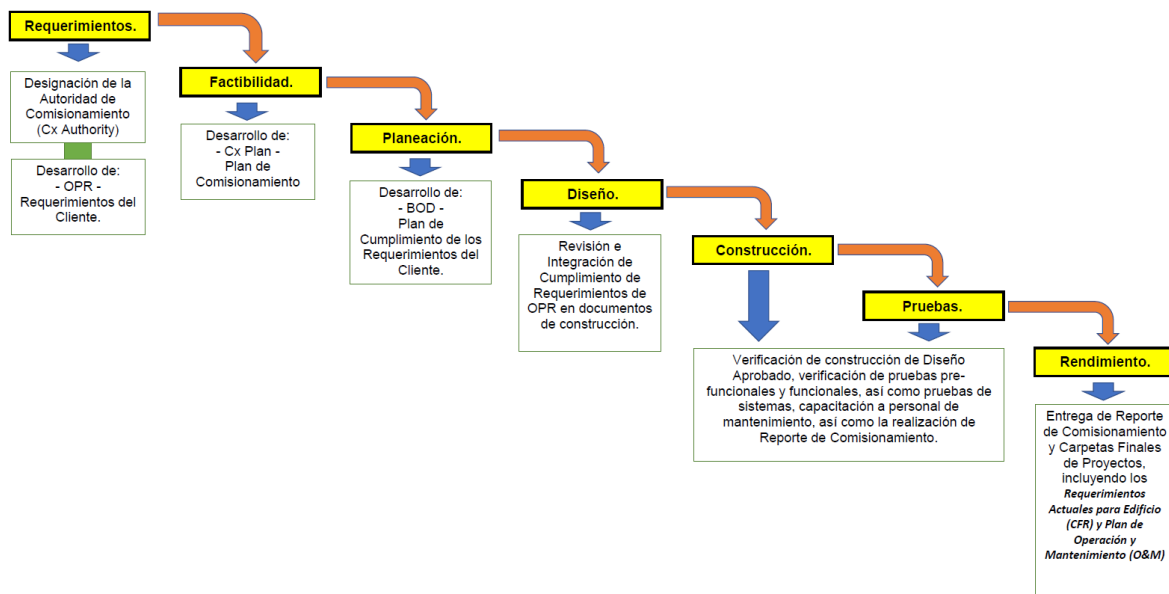 Requerimientos.
Designación de la
Autoridad de
Comisionamiento
(Cx Authority)
Desarrollo de:
- OPR -
Requerimientos del
Cliente.
Factibilidad.
Desarrollo de:
- Cx Plan -
Plan de
Comisionamiento
Planeación.
Desarrollo de:
- BOD -
Plan de
Cumplimiento de los
Requerimientos del
Cliente.
Diseño.
Revisión e
Integración de
Cumplimiento de
Requerimientos de
OPR en documentos
de construcción.
Construcción.
Pruebas.
Verificación de construcción de Diseño
Aprobado, verificación de pruebas pre-
funcionales y funcionales, así como pruebas de
sistemas, capacitación a personal de
mantenimiento, así como la realización de
Reporte de Comisionamiento.
Rendimiento.
Entrega de Reporte
de Comisionamiento
y Carpetas Finales
de Proyectos,
incluyendo los
Requerimientos
Actuales para Edificio
(CFR) y Plan de
Operación y
Mantenimiento (O&M)